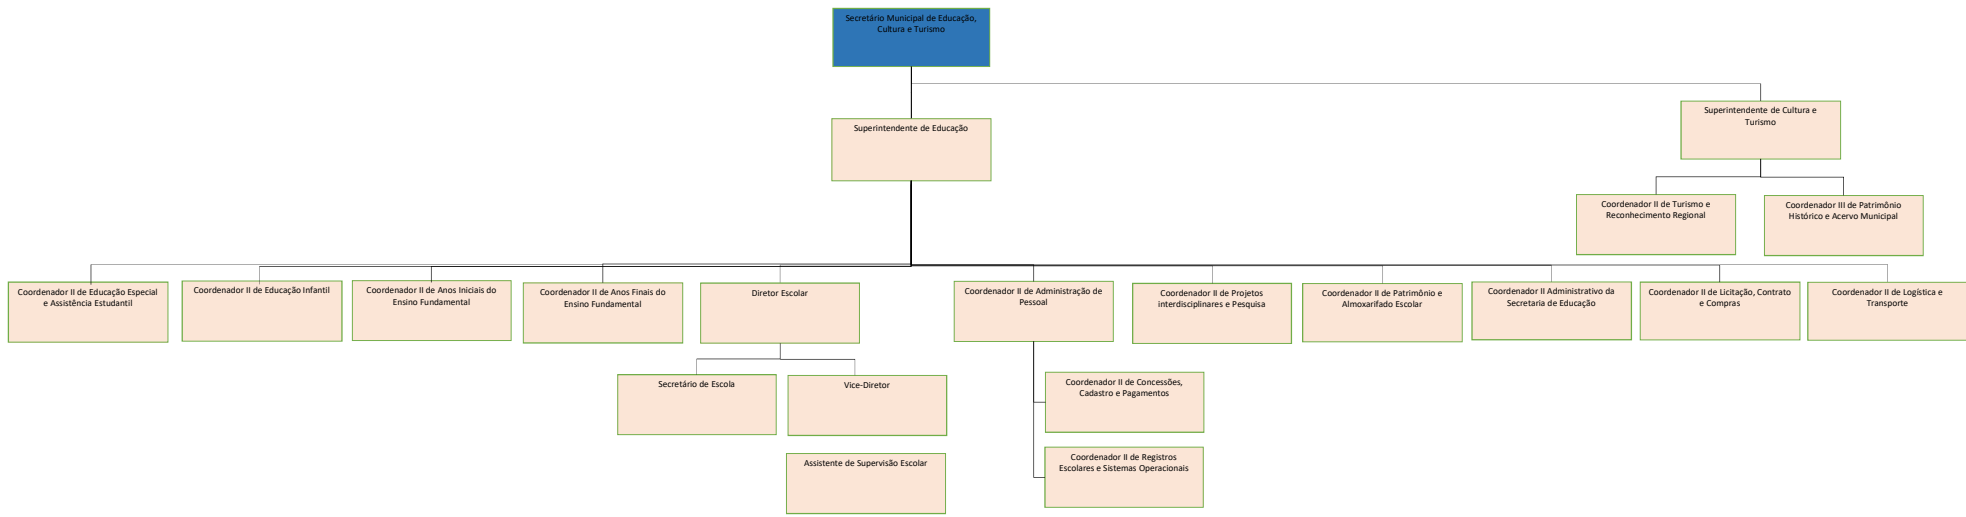 Secretário Municipal de Educação,
Cultura e Turismo
Superintendente de Educação
Superintendente de Cultura e
Turismo
Coordenador II de Turismo e
Reconhecimento Regional
Coordenador III de Patrimônio
Histórico e Acervo Municipal
Coordenador II de Educação Especial
e Assistência Estudantil
Coordenador II de Educação Infantil
Coordenador II de Anos Iniciais do
Ensino Fundamental
Coordenador II de Anos Finais do
Ensino Fundamental
Diretor Escolar
Coordenador II de Administração de
Pessoal
Coordenador II de Projetos
interdisciplinares e Pesquisa
Coordenador II de Patrimônio e
Almoxarifado Escolar
Coordenador II Administrativo da
Secretaria de Educação
Coordenador II de Licitação, Contrato
e Compras
Coordenador II de Logística e
Transporte
Secretário de Escola
Vice-Diretor
Coordenador II de Concessões,
Cadastro e Pagamentos
Assistente de Supervisão Escolar
Coordenador II de Registros
Escolares e Sistemas Operacionais